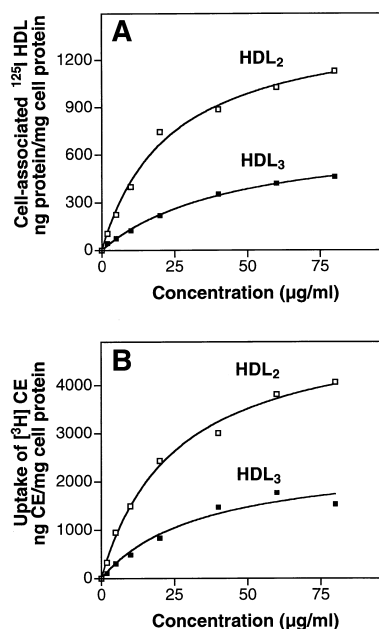 A
Cell-associated ¹²⁵I HDL
ng protein/mg cell protein
1200
900
600
300
0
HDL₂
HDL₃
0 25 50 75
Concentration (µg/ml)
B
Uptake of [³H] CE
ng CE/mg cell protein
4000
3000
2000
1000
0
HDL₂
HDL₃
0 25 50 75
Concentration (µg/ml)